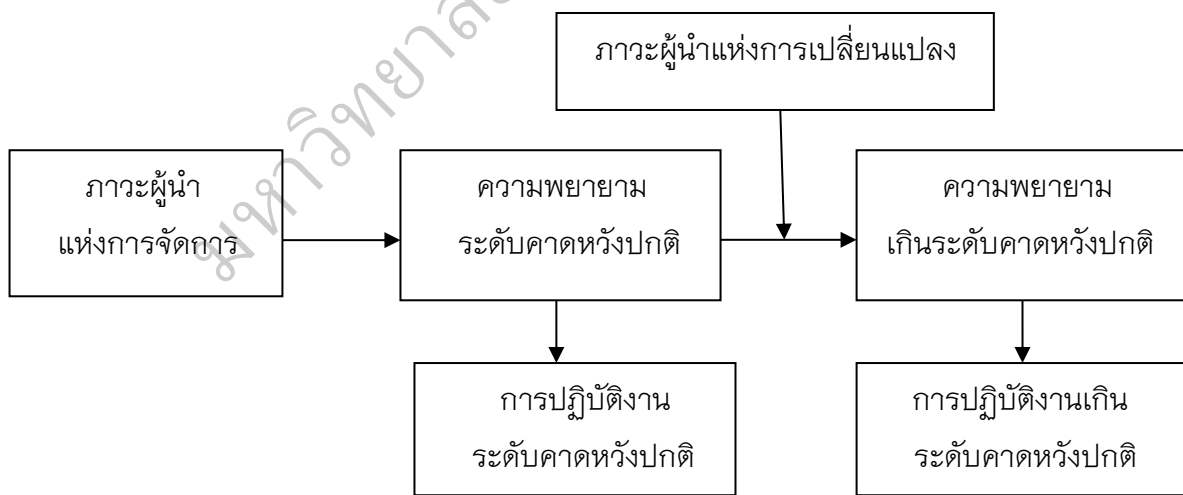 ภาวะผู้นำแห่งการเปลี่ยนแปลง
ภาวะผู้นำ
แห่งการจัดการ
ความพยายาม
ระดับคาดหวังปกติ
ความพยายาม
เกินระดับคาดหวังปกติ
การปฏิบัติงาน
ระดับคาดหวังปกติ
การปฏิบัติงานเกิน
ระดับคาดหวังปกติ